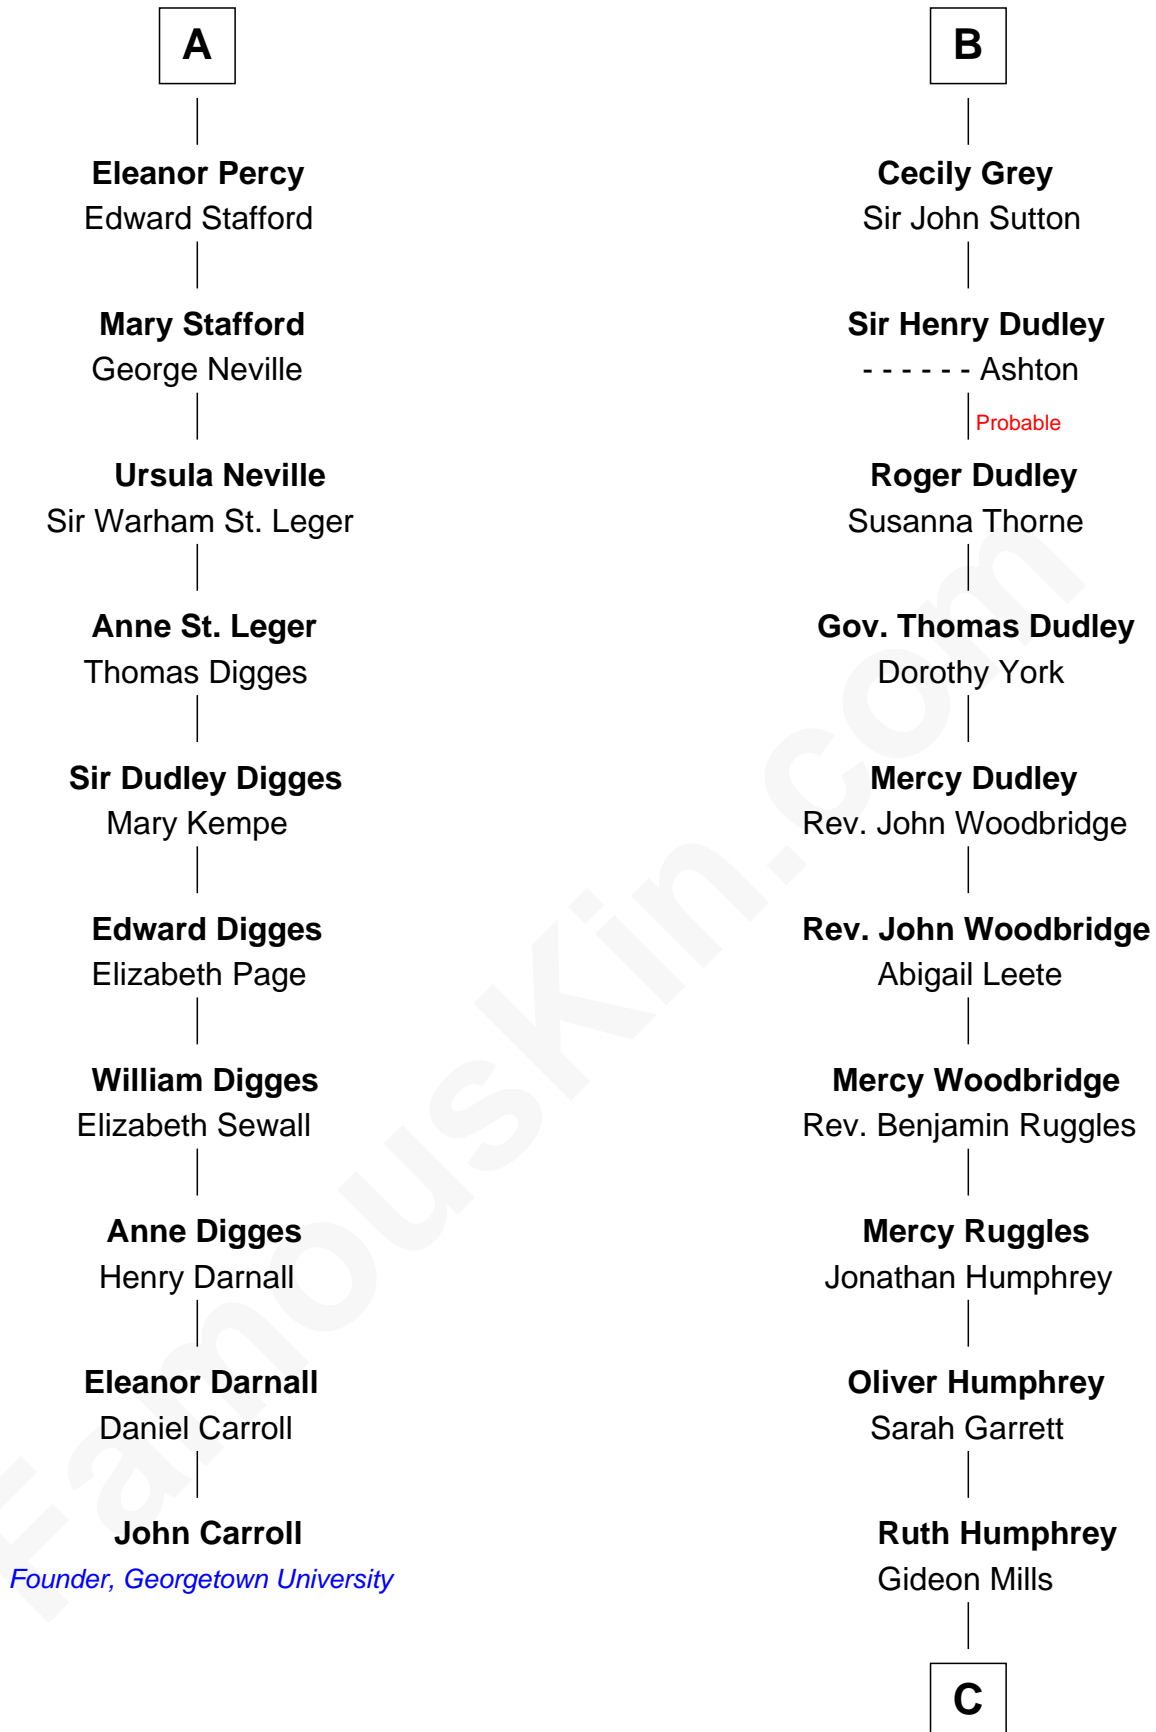 A
Eleanor Percy
Edward Stafford
Mary Stafford
George Neville
Ursula Neville
Sir Warham St. Leger
Anne St. Leger
Thomas Digges
Sir Dudley Digges
Mary Kempe
Edward Digges
Elizabeth Page
William Digges
Elizabeth Sewall
Anne Digges
Henry Darnall
Eleanor Darnall
Daniel Carroll
John Carroll
Founder, Georgetown University
B
Cecily Grey
Sir John Sutton
Sir Henry Dudley
- - - - - - Ashton
Probable
Roger Dudley
Susanna Thorne
Gov. Thomas Dudley
Dorothy York
Mercy Dudley
Rev. John Woodbridge
Rev. John Woodbridge
Abigail Leete
Mercy Woodbridge
Rev. Benjamin Ruggles
Mercy Ruggles
Jonathan Humphrey
Oliver Humphrey
Sarah Garrett
Ruth Humphrey
Gideon Mills
C
FamousKin.com